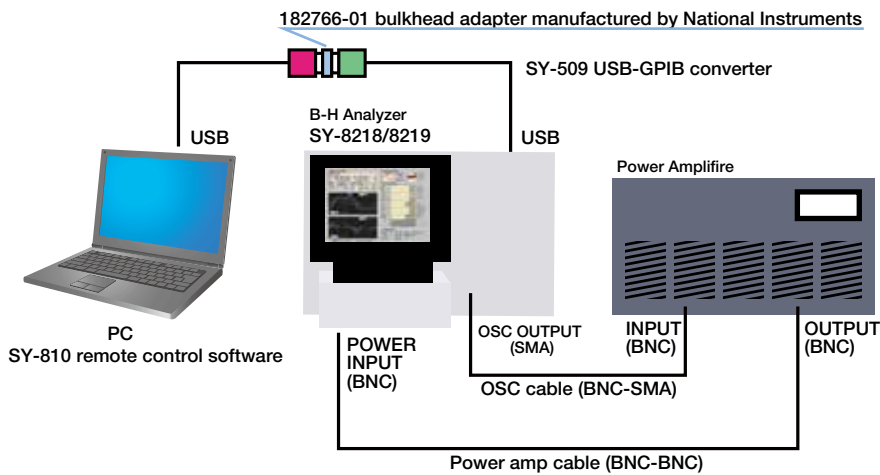 182766-01 bulkhead adapter manufactured by National Instruments
SY-509 USB-GPIB converter
B-H Analyzer
SY-8218/8219
USB
USB
Power Amplifire
PC
SY-810 remote control software
POWER
INPUT
(BNC)
OSC OUTPUT
(SMA)
INPUT
(BNC)
OUTPUT
(BNC)
OSC cable (BNC-SMA)
Power amp cable (BNC-BNC)